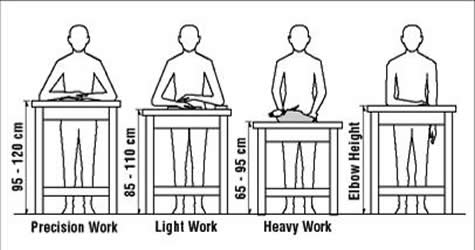 95 - 120 cm
85 - 110 cm
65 - 95 cm
Elbow Height
Precision Work
Light Work
Heavy Work